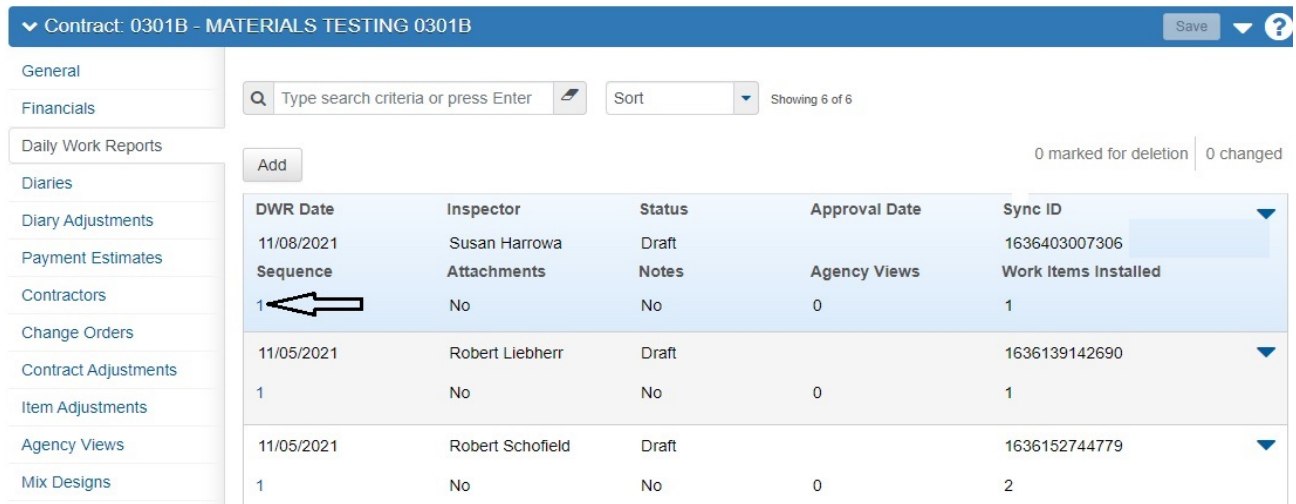 Contract: 0301B - MATERIALS TESTING 0301B
Save
?
General
Financials
Daily Work Reports
Diaries
Diary Adjustments
Payment Estimates
Contractors
Change Orders
Contract Adjustments
Item Adjustments
Agency Views
Mix Designs
Type search criteria or press Enter
Sort
Showing 6 of 6
Add
0 marked for deletion 0 changed
DWR Date Inspector Status Approval Date Sync ID
11/08/2021 Susan Harrowa Draft 1636403007306
Sequence Attachments Notes Agency Views Work Items Installed
1 No No 0 1
11/05/2021 Robert Liebherr Draft 1636139142690
1 No No 0 1
11/05/2021 Robert Schofield Draft 1636152744779
1 No No 0 2